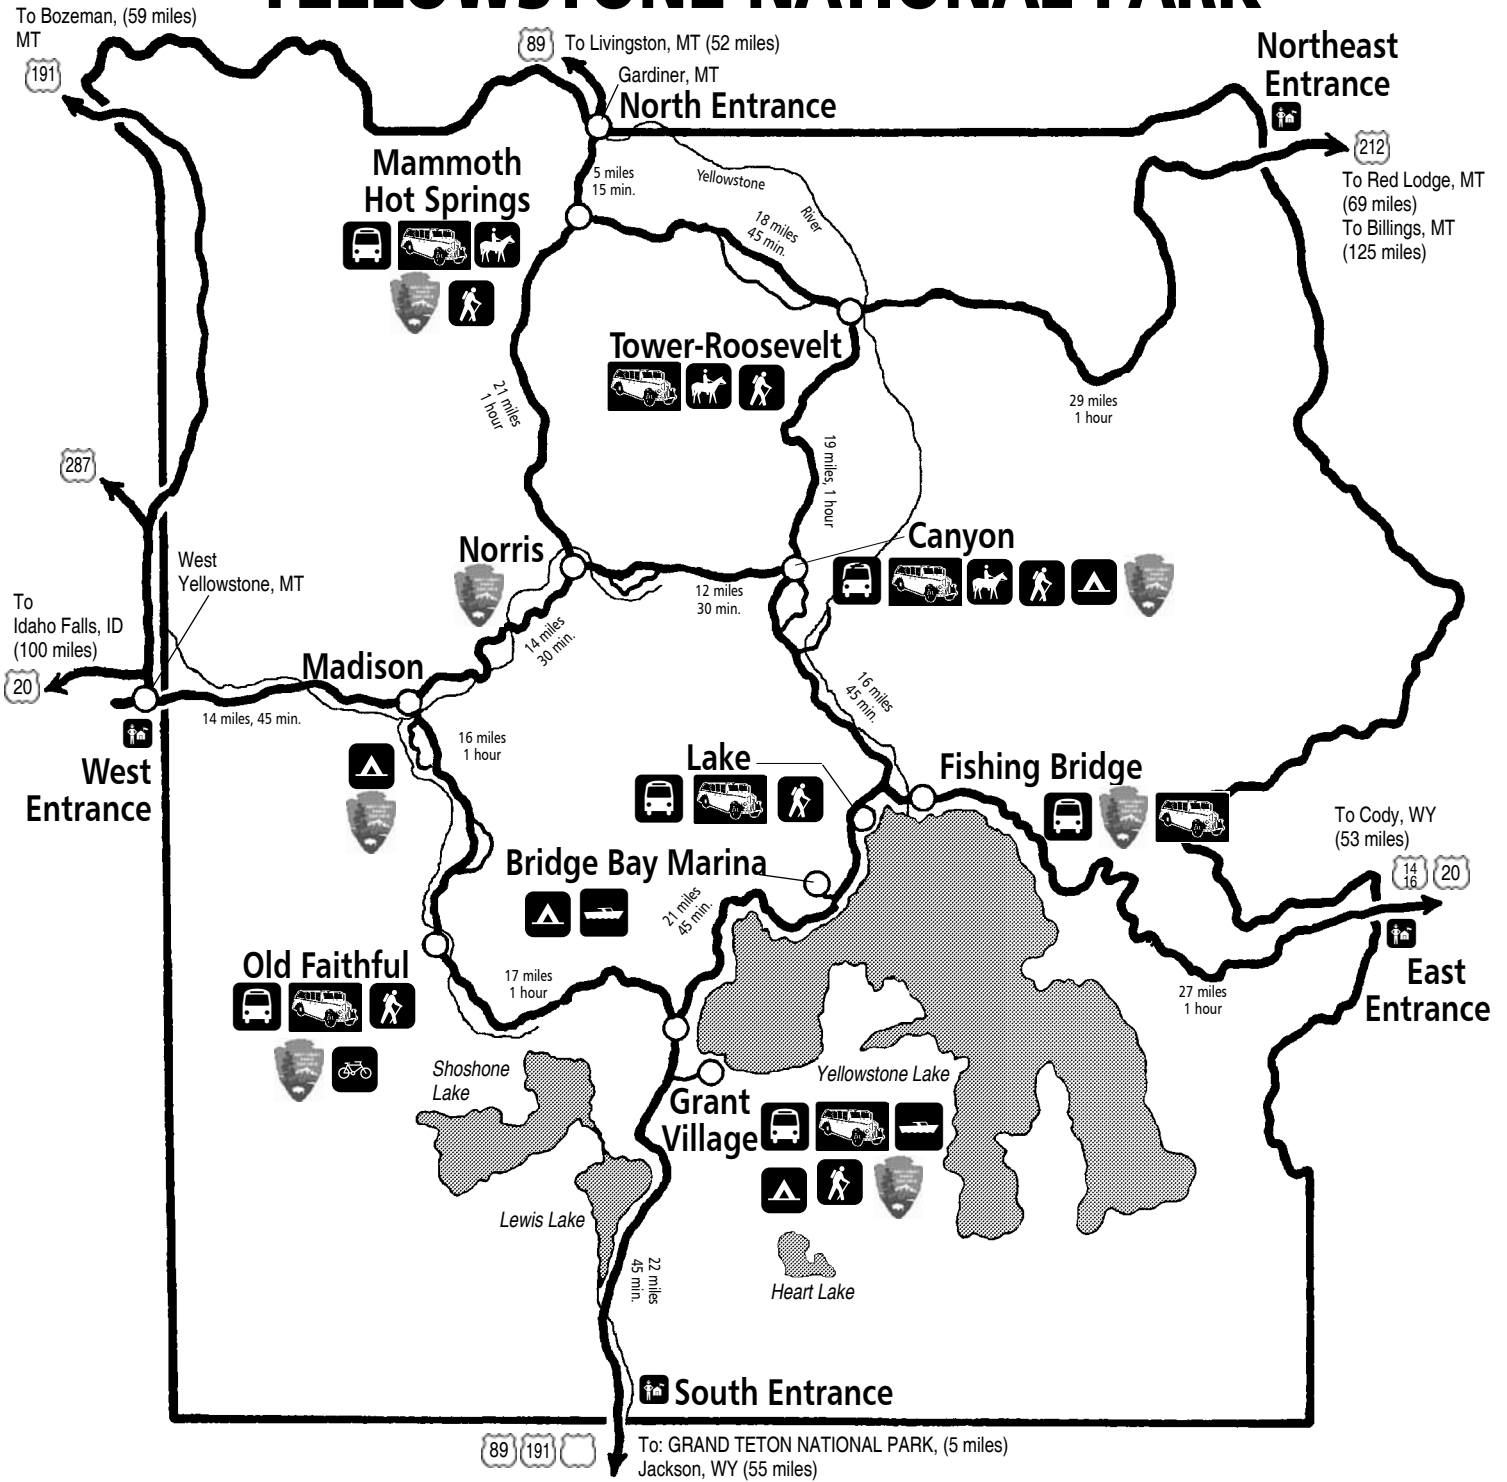 YELLOWSTONE NATIONAL PARK
To Bozeman, (59 miles)
MT
191
89
To Livingston, MT (52 miles)
Gardiner, MT
North Entrance
Northeast
Entrance
212
To Red Lodge, MT
(69 miles)
To Billings, MT
(125 miles)
Mammoth
Hot Springs
5 miles
15 min.
Yellowstone
River
18 miles
45 min.
Tower-Roosevelt
21 miles
1 hour
29 miles
1 hour
19 miles, 1 hour
287
Norris
Canyon
12 miles
30 min.
West
Yellowstone, MT
To
Idaho Falls, ID
(100 miles)
20
14 miles
30 min.
Madison
14 miles, 45 min.
16 miles
1 hour
16 miles
45 min.
West
Entrance
Lake
Fishing Bridge
To Cody, WY
(53 miles)
14
16
20
Bridge Bay Marina
21 miles
45 min.
Old Faithful
17 miles
1 hour
27 miles
1 hour
East
Entrance
Shoshone
Lake
Yellowstone Lake
Grant
Village
Lewis Lake
22 miles
45 min.
Heart Lake
South Entrance
89
191
To: GRAND TETON NATIONAL PARK, (5 miles)
Jackson, WY (55 miles)